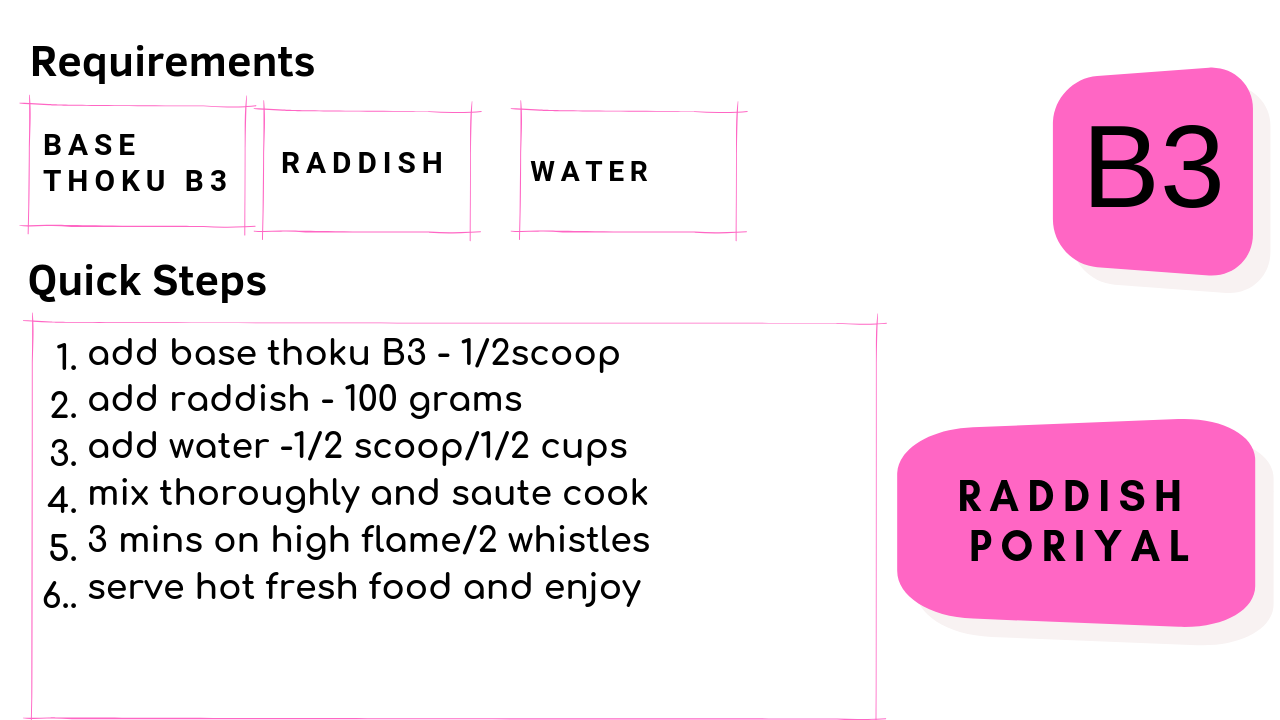 Requirements
BASE
THOKU B3
RADDISH
WATER
B3
Quick Steps
1. add base thoku B3 - 1/2scoop
2. add raddish - 100 grams
3. add water -1/2 scoop/1/2 cups
4. mix thoroughly and saute cook
5. 3 mins on high flame/2 whistles
6.. serve hot fresh food and enjoy
RADDISH
PORIYAL